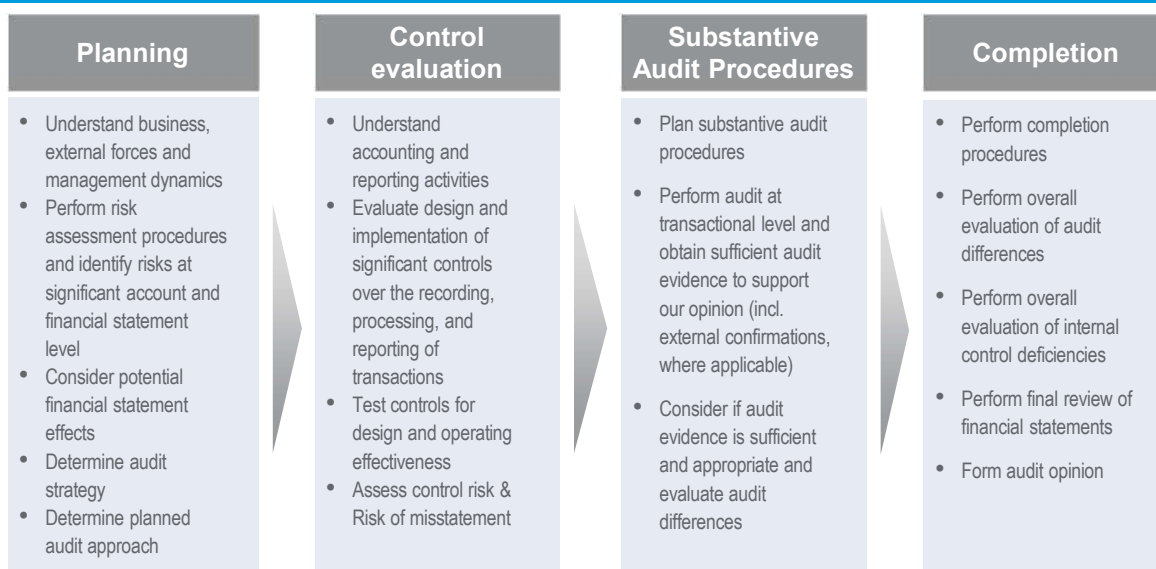 Planning
• Understand business,
external forces and
management dynamics
• Perform risk
assessment procedures
and identify risks at
significant account and
financial statement
level
• Consider potential
financial statement
effects
• Determine audit
strategy
• Determine planned
audit approach
Control
evaluation
• Understand
accounting and
reporting activities
• Evaluate design and
implementation of
significant controls
over the recording,
processing, and
reporting of
transactions
• Test controls for
design and operating
effectiveness
• Assess control risk &
Risk of misstatement
Substantive
Audit Procedures
• Plan substantive audit
procedures
• Perform audit at
transactional level and
obtain sufficient audit
evidence to support
our opinion (incl.
external confirmations,
where applicable)
• Consider if audit
evidence is sufficient
and appropriate and
evaluate audit
differences
Completion
• Perform completion
procedures
• Perform overall
evaluation of audit
differences
• Perform overall
evaluation of internal
control deficiencies
• Perform final review of
financial statements
• Form audit opinion